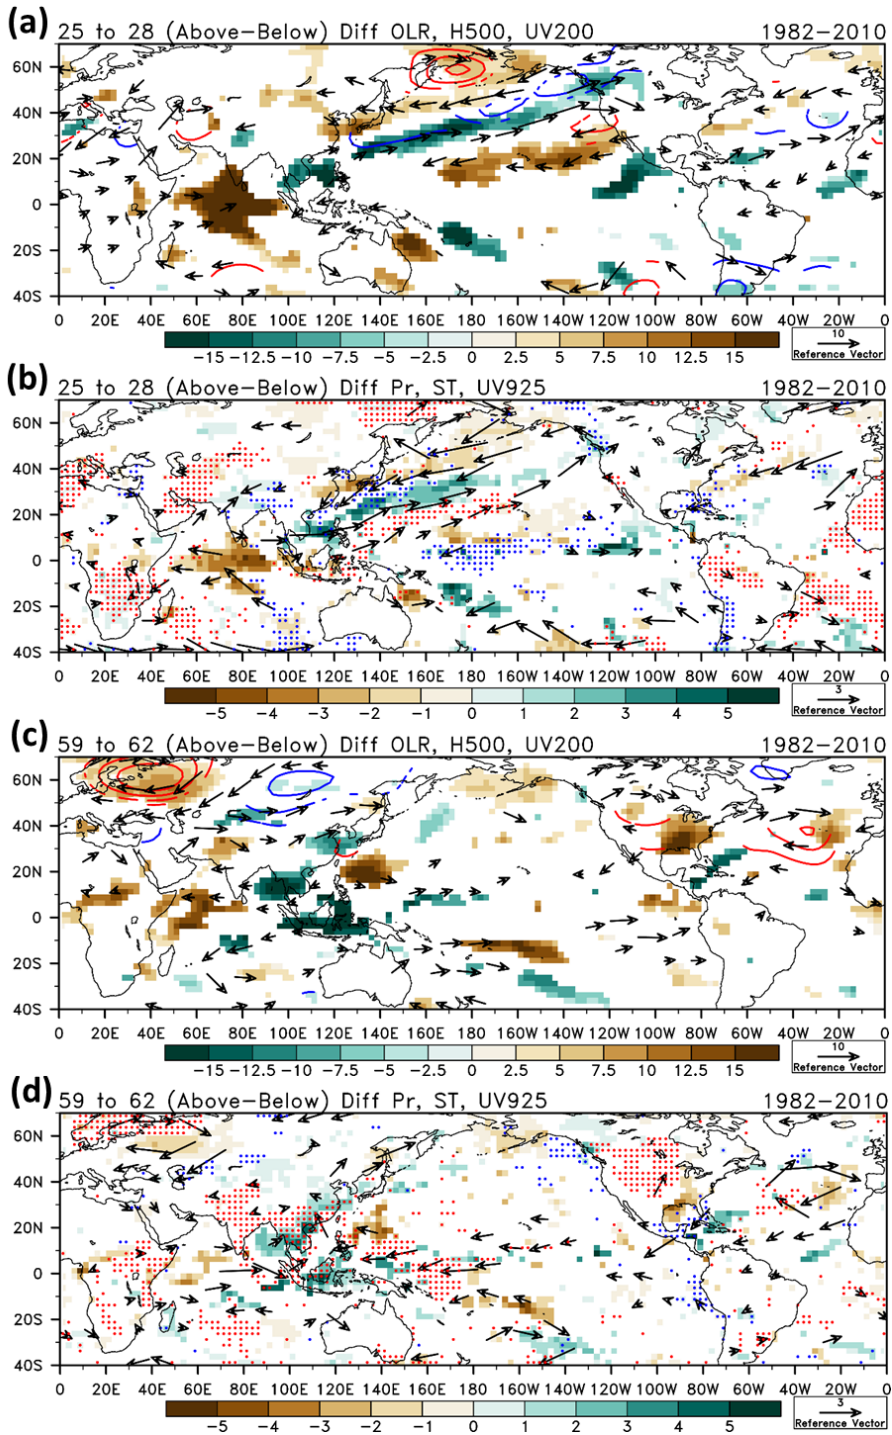 (a)
25 to 28 (Above−Below) Diff OLR, H500, UV200 1982−2010
60N
40N
20N
0
20S
40S
0 20E 40E 60E 80E 100E 120E 140E 160E 180 160W 140W 120W 100W 80W 60W 40W 20W 0
−15 −12.5 −10 −7.5 −5 −2.5 0 2.5 5 7.5 10 12.5 15
10
Reference Vector
(b)
25 to 28 (Above−Below) Diff Pr, ST, UV925 1982−2010
60N
40N
20N
0
20S
40S
0 20E 40E 60E 80E 100E 120E 140E 160E 180 160W 140W 120W 100W 80W 60W 40W 20W 0
−5 −4 −3 −2 −1 0 1 2 3 4 5
3
Reference Vector
(c)
59 to 62 (Above−Below) Diff OLR, H500, UV200 1982−2010
60N
40N
20N
0
20S
40S
0 20E 40E 60E 80E 100E 120E 140E 160E 180 160W 140W 120W 100W 80W 60W 40W 20W 0
−15 −12.5 −10 −7.5 −5 −2.5 0 2.5 5 7.5 10 12.5 15
10
Reference Vector
(d)
59 to 62 (Above−Below) Diff Pr, ST, UV925 1982−2010
60N
40N
20N
0
20S
40S
0 20E 40E 60E 80E 100E 120E 140E 160E 180 160W 140W 120W 100W 80W 60W 40W 20W 0
−5 −4 −3 −2 −1 0 1 2 3 4 5
3
Reference Vector